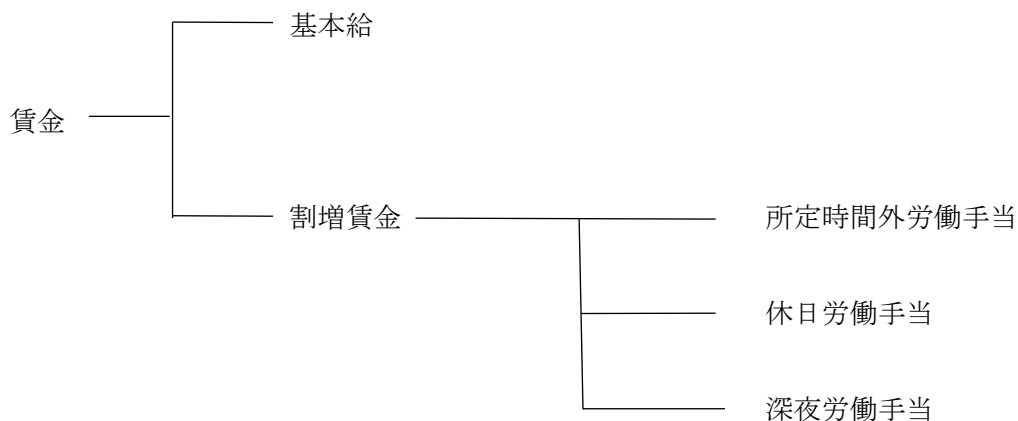 基本給
賃金
割増賃金
所定時間外労働手当
休日労働手当
深夜労働手当